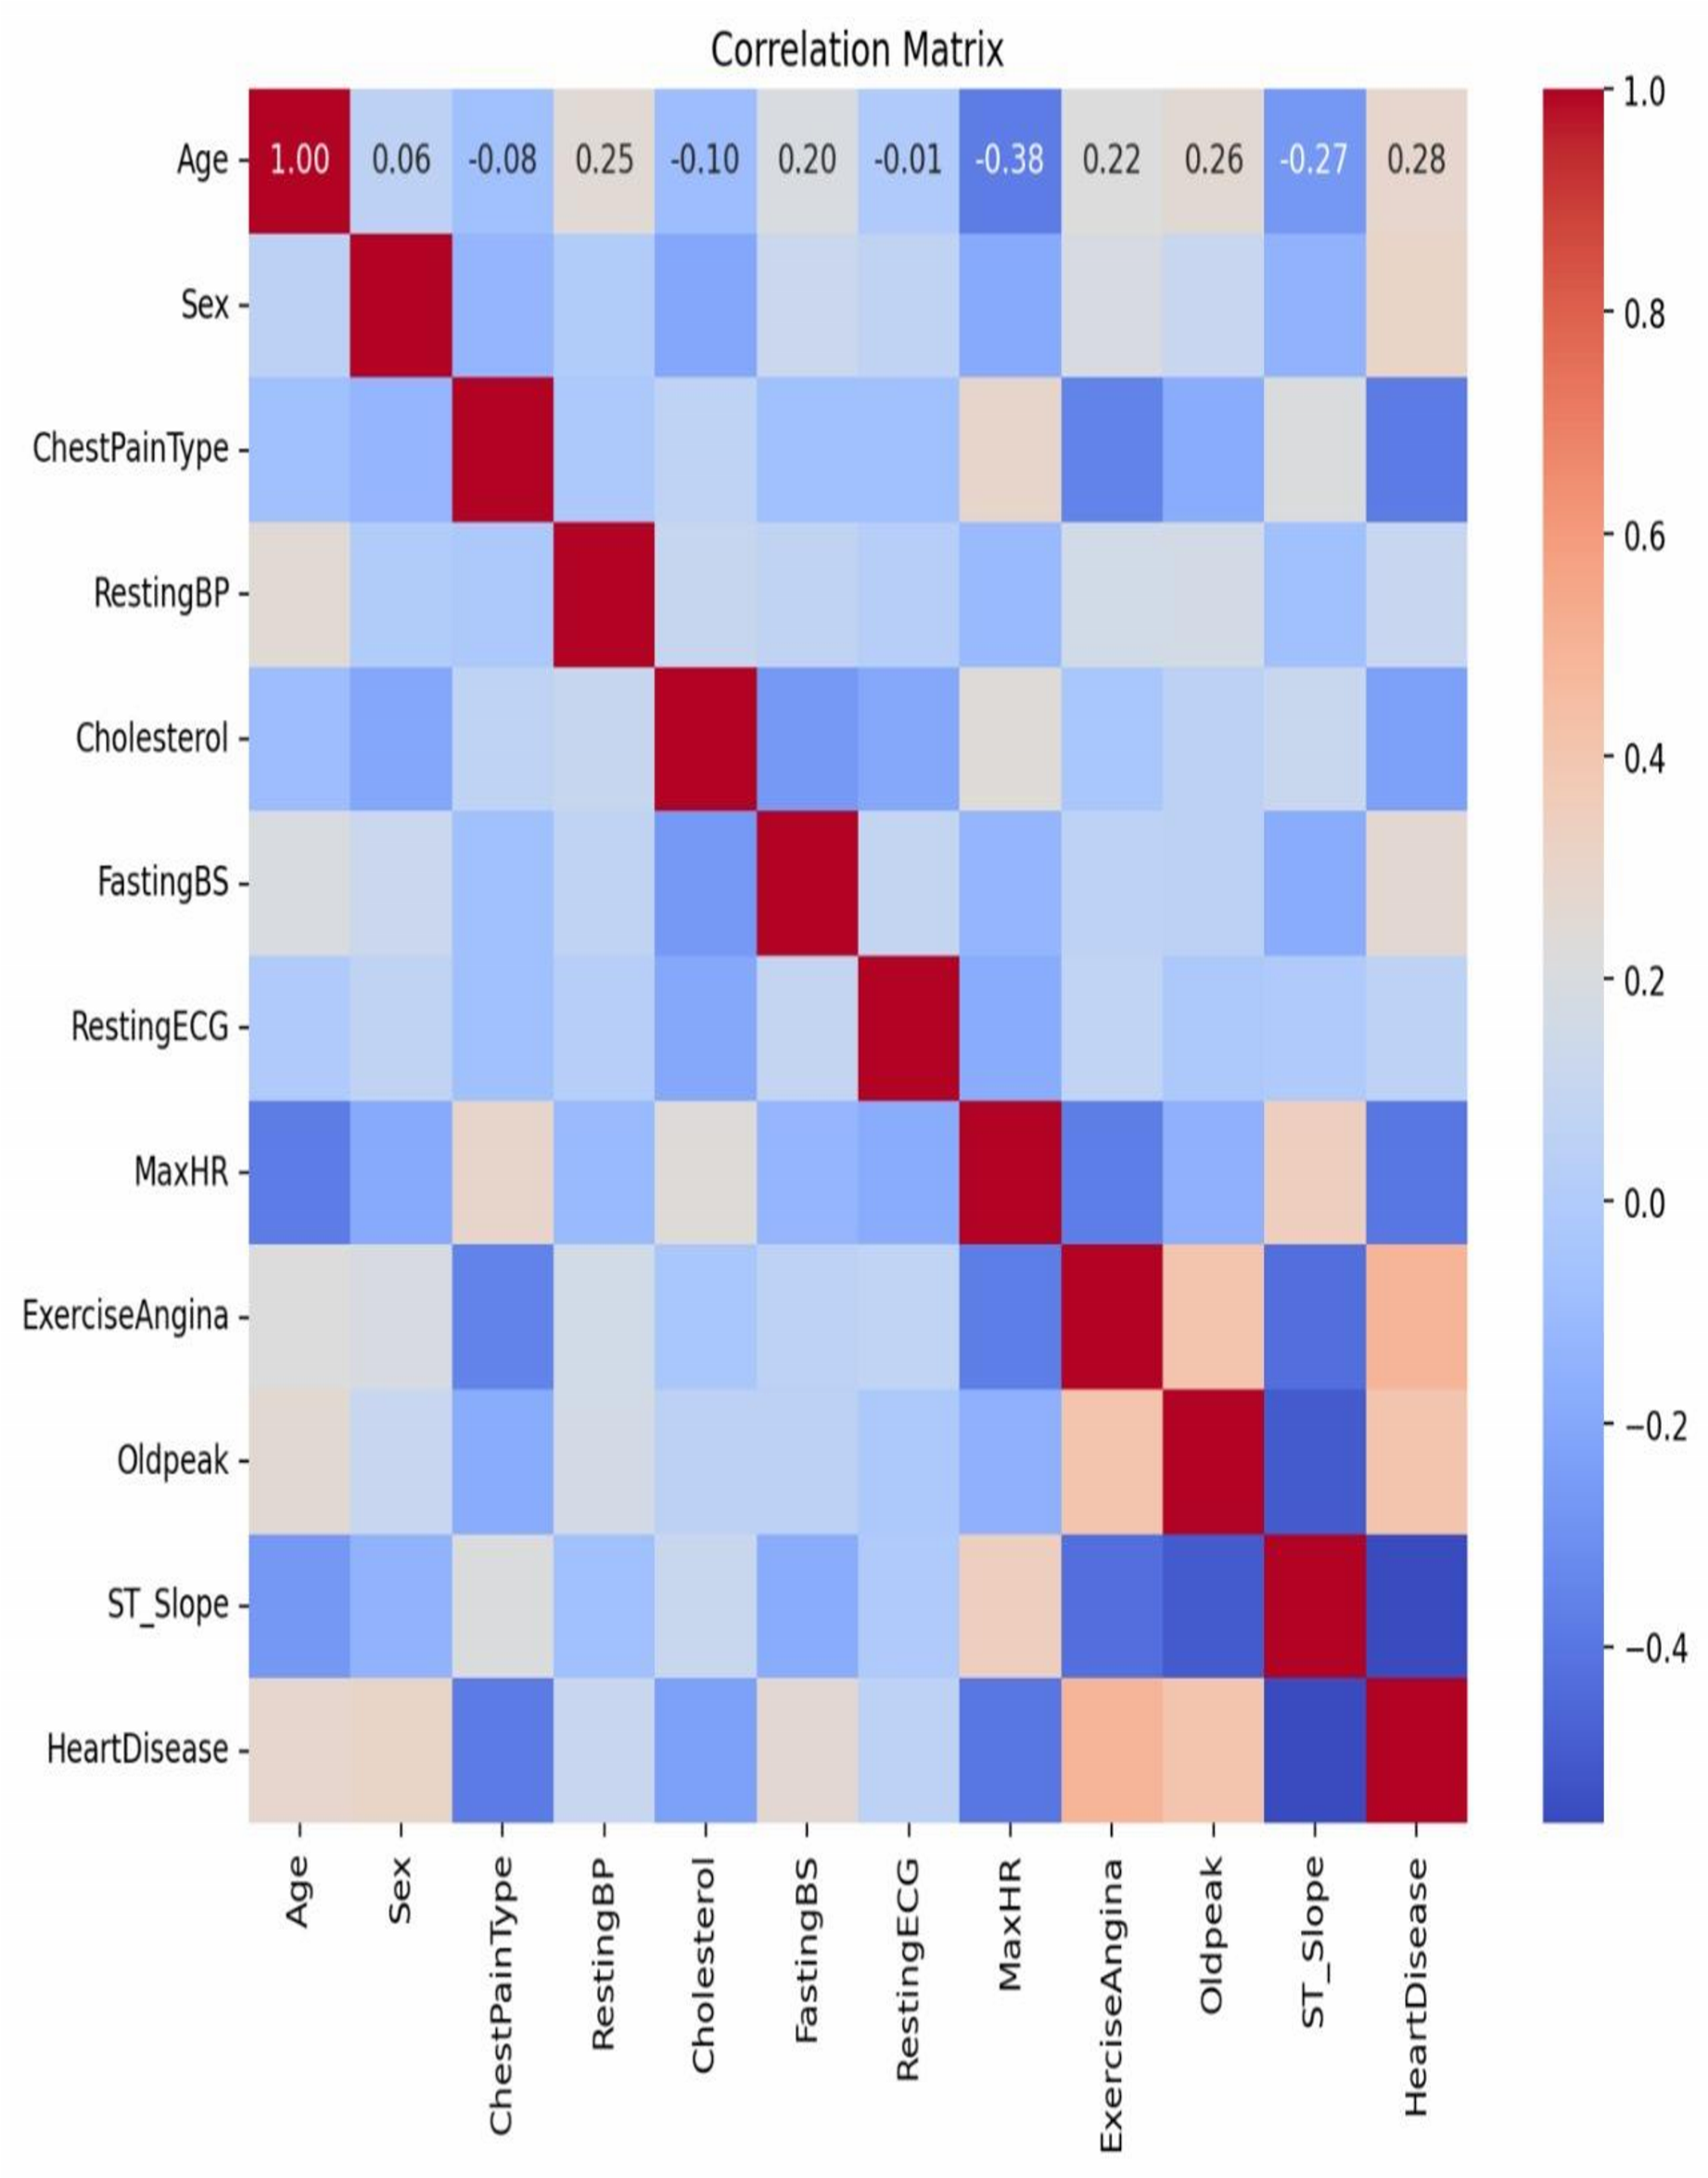 Correlation Matrix
Age 1.00 0.06 -0.08 0.25 -0.10 0.20 -0.01 -0.38 0.22 0.26 -0.27 0.28
Sex
ChestPainType
RestingBP
Cholesterol
FastingBS
RestingECG
MaxHR
ExerciseAngina
Oldpeak
ST_Slope
HeartDisease
Age Sex ChestPainType RestingBP Cholesterol FastingBS RestingECG MaxHR ExerciseAngina Oldpeak ST_Slope HeartDisease
1.0
0.8
0.6
0.4
0.2
0.0
−0.2
−0.4